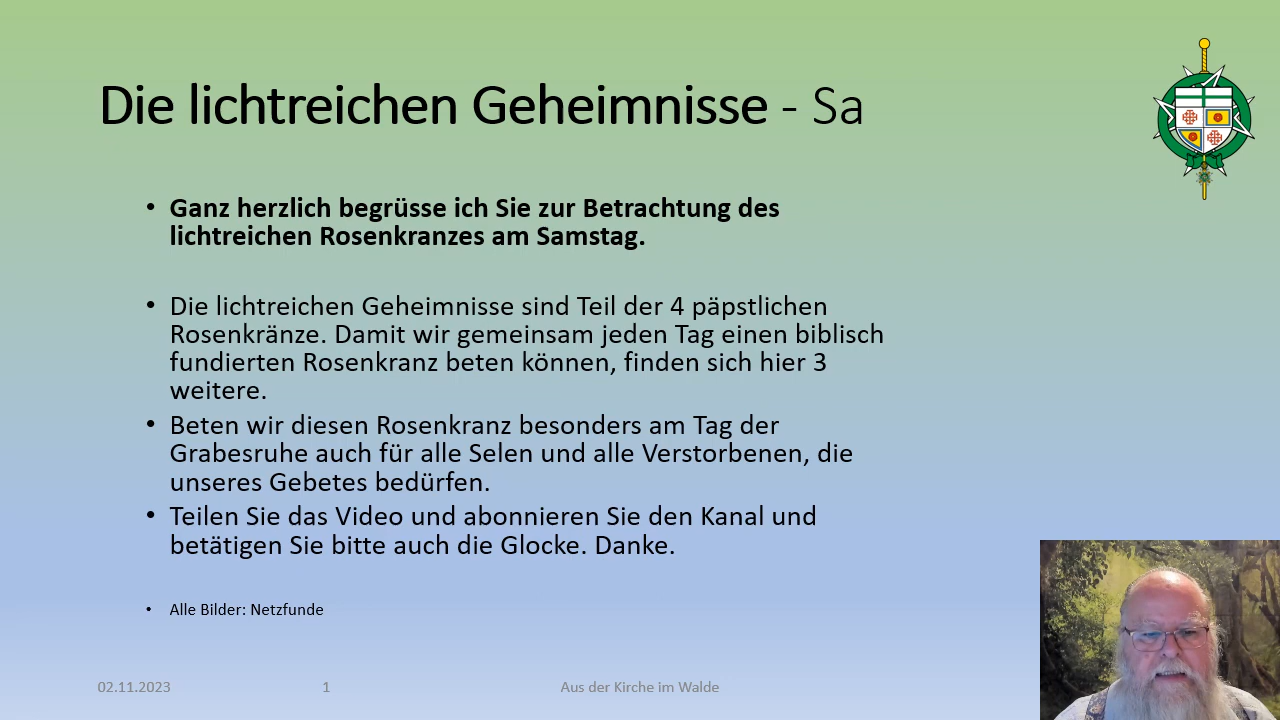 Die lichtreichen Geheimnisse - Sa
• Ganz herzlich begrüsse ich Sie zur Betrachtung des
lichtreichen Rosenkranzes am Samstag.
• Die lichtreichen Geheimnisse sind Teil der 4 päpstlichen
Rosenkränze. Damit wir gemeinsam jeden Tag einen biblisch
fundierten Rosenkranz beten können, finden sich hier 3
weitere.
• Beten wir diesen Rosenkranz besonders am Tag der
Grabesruhe auch für alle Selen und alle Verstorbenen, die
unseres Gebetes bedürfen.
• Teilen Sie das Video und abonnieren Sie den Kanal und
betätigen Sie bitte auch die Glocke. Danke.
• Alle Bilder: Netzfunde
02.11.2023 1 Aus der Kirche im Walde